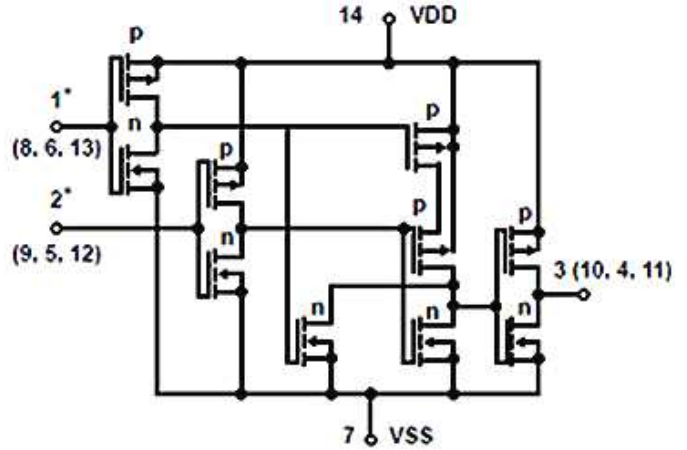 14 VDD
p
1*
n
(8, 6, 13)
p
p
2*
p
p
n
(9, 5, 12)
3 (10, 4, 11)
n
n
n
7 VSS